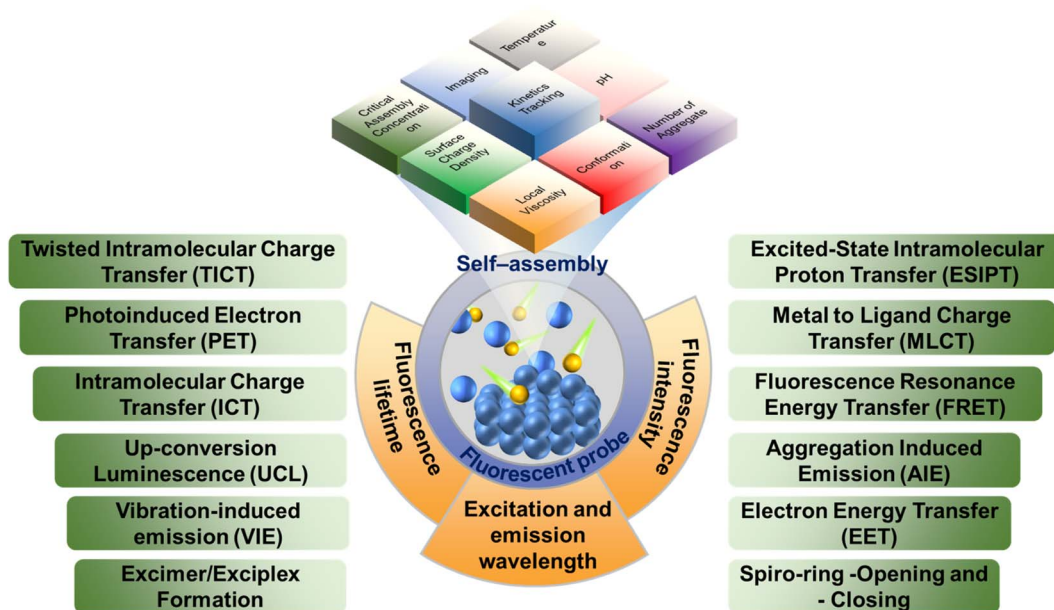 Temperatur
e
Imaging
pH
Kinetics
Tracking
Critical
Assembly
Concentrati
on
Number of
Aggregate
Surface
Charge
Density
Conformati
on
Local
Viscosity
Self–assembly
Fluorescent probe
Fluorescence
lifetime
Fluorescence
intensity
Excitation and
emission
wavelength
Twisted Intramolecular Charge
Transfer (TICT)
Photoinduced Electron
Transfer (PET)
Intramolecular Charge
Transfer (ICT)
Up-conversion
Luminescence (UCL)
Vibration-induced
emission (VIE)
Excimer/Exciplex
Formation
Excited-State Intramolecular
Proton Transfer (ESIPT)
Metal to Ligand Charge
Transfer (MLCT)
Fluorescence Resonance
Energy Transfer (FRET)
Aggregation Induced
Emission (AIE)
Electron Energy Transfer
(EET)
Spiro-ring -Opening and
- Closing